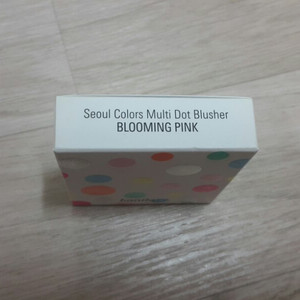 Seoul Colors Multi Dot Blusher
BLOOMING PINK